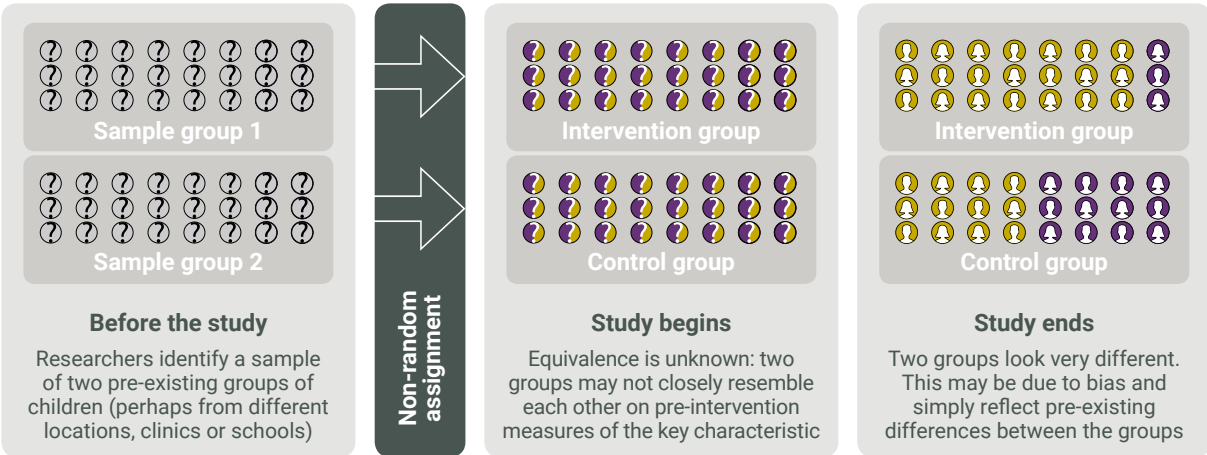 Sample group 1
Sample group 2
Before the study
Researchers identify a sample
of two pre-existing groups of
children (perhaps from different
locations, clinics or schools)
Non-random
assignment
Intervention group
Control group
Study begins
Equivalence is unknown: two
groups may not closely resemble
each other on pre-intervention
measures of the key characteristic
Intervention group
Control group
Study ends
Two groups look very different.
This may be due to bias and
simply reflect pre-existing
differences between the groups